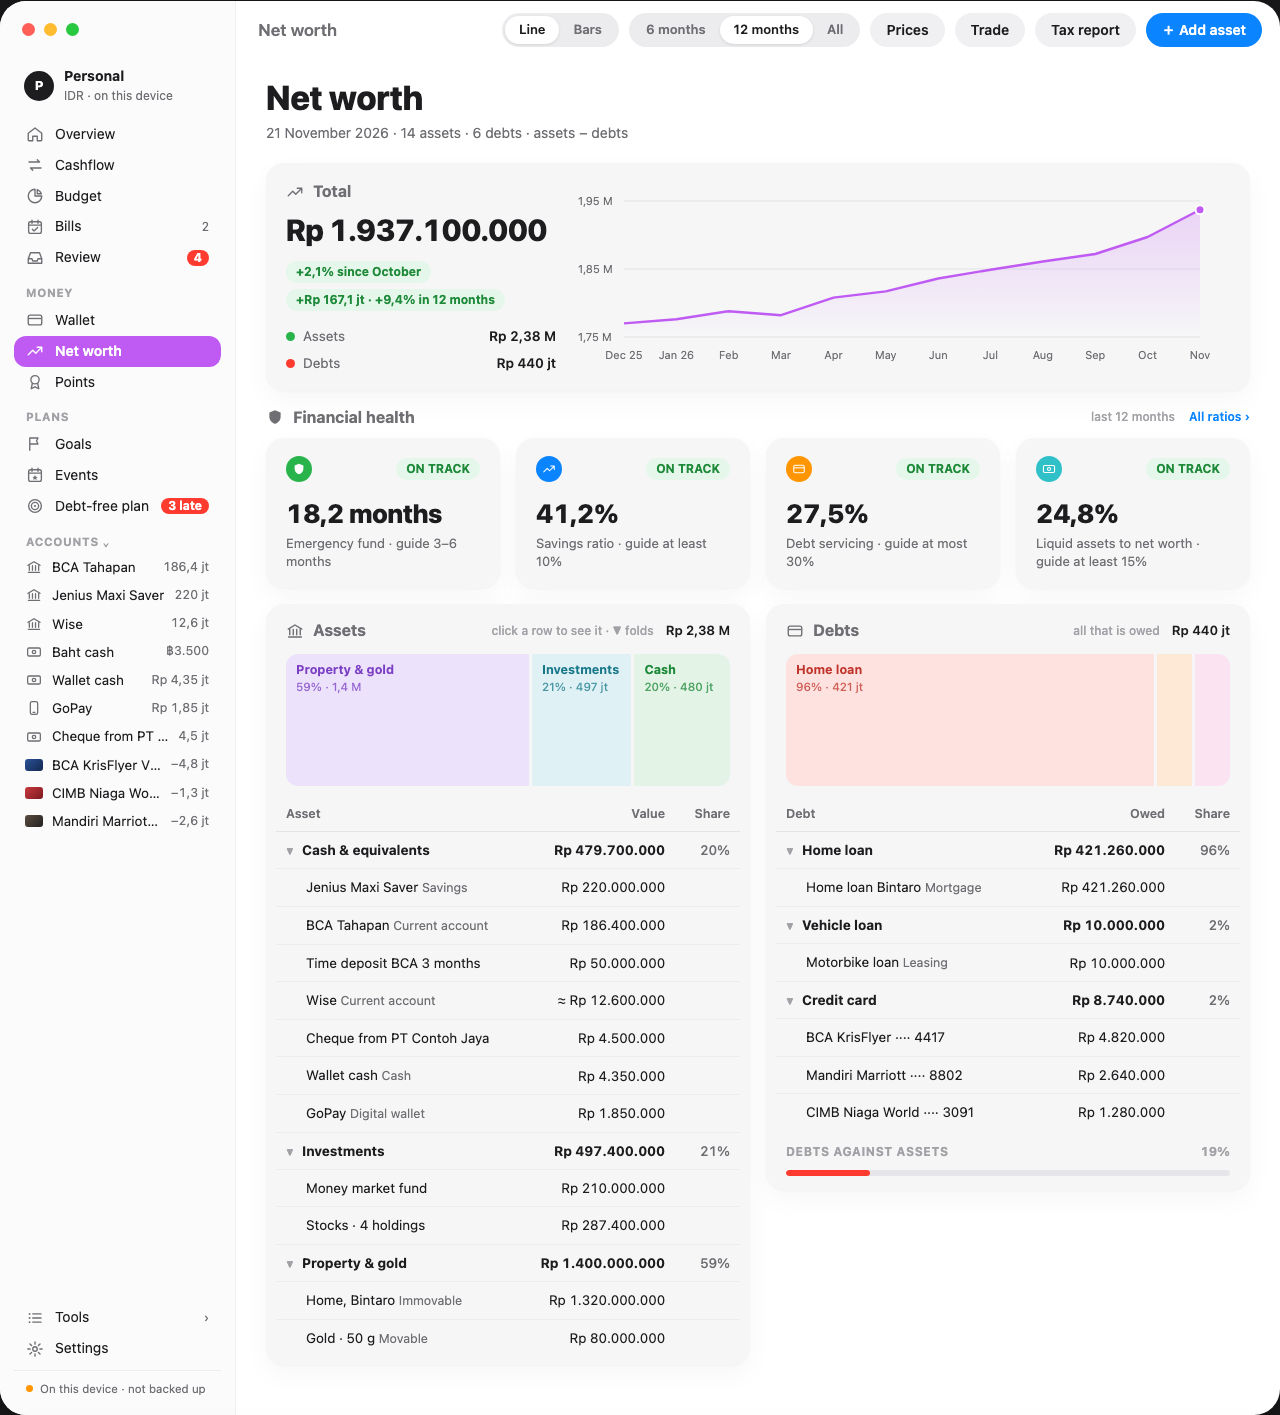 Net worth
Line
Bars
6 months
12 months
All
Prices
Trade
Tax report
+ Add asset
P
Personal
IDR · on this device
Overview
Cashflow
Budget
Bills 2
Review 4
MONEY
Wallet
Net worth
Points
PLANS
Goals
Events
Debt-free plan 3 late
ACCOUNTS
BCA Tahapan 186,4 jt
Jenius Maxi Saver 220 jt
Wise 12,6 jt
Baht cash ฿3.500
Wallet cash Rp 4,35 jt
GoPay Rp 1,85 jt
Cheque from PT ... 4,5 jt
BCA KrisFlyer V... −4,8 jt
CIMB Niaga Wo... −1,3 jt
Mandiri Marriot... −2,6 jt
Tools ›
Settings
On this device · not backed up
Net worth
21 November 2026 · 14 assets · 6 debts · assets – debts
Total
Rp 1.937.100.000
+2,1% since October
+Rp 167,1 jt · +9,4% in 12 months
Assets Rp 2,38 M
Debts Rp 440 jt
1,95 M
1,85 M
1,75 M
Dec 25 Jan 26 Feb Mar Apr May Jun Jul Aug Sep Oct Nov
Financial health
last 12 months All ratios ›
ON TRACK
18,2 months
Emergency fund · guide 3–6
months
ON TRACK
41,2%
Savings ratio · guide at least
10%
ON TRACK
27,5%
Debt servicing · guide at most
30%
ON TRACK
24,8%
Liquid assets to net worth ·
guide at least 15%
Assets click a row to see it · ▼ folds Rp 2,38 M
Property & gold
59% · 1,4 M
Investments
21% · 497 jt
Cash
20% · 480 jt
Asset Value Share
▼ Cash & equivalents Rp 479.700.000 20%
Jenius Maxi Saver Savings Rp 220.000.000
BCA Tahapan Current account Rp 186.400.000
Time deposit BCA 3 months Rp 50.000.000
Wise Current account ≈ Rp 12.600.000
Cheque from PT Contoh Jaya Rp 4.500.000
Wallet cash Cash Rp 4.350.000
GoPay Digital wallet Rp 1.850.000
▼ Investments Rp 497.400.000 21%
Money market fund Rp 210.000.000
Stocks · 4 holdings Rp 287.400.000
▼ Property & gold Rp 1.400.000.000 59%
Home, Bintaro Immovable Rp 1.320.000.000
Gold · 50 g Movable Rp 80.000.000
Debts all that is owed Rp 440 jt
Home loan
96% · 421 jt
Debt Owed Share
▼ Home loan Rp 421.260.000 96%
Home loan Bintaro Mortgage Rp 421.260.000
▼ Vehicle loan Rp 10.000.000 2%
Motorbike loan Leasing Rp 10.000.000
▼ Credit card Rp 8.740.000 2%
BCA KrisFlyer ···· 4417 Rp 4.820.000
Mandiri Marriott ···· 8802 Rp 2.640.000
CIMB Niaga World ···· 3091 Rp 1.280.000
DEBTS AGAINST ASSETS 19%